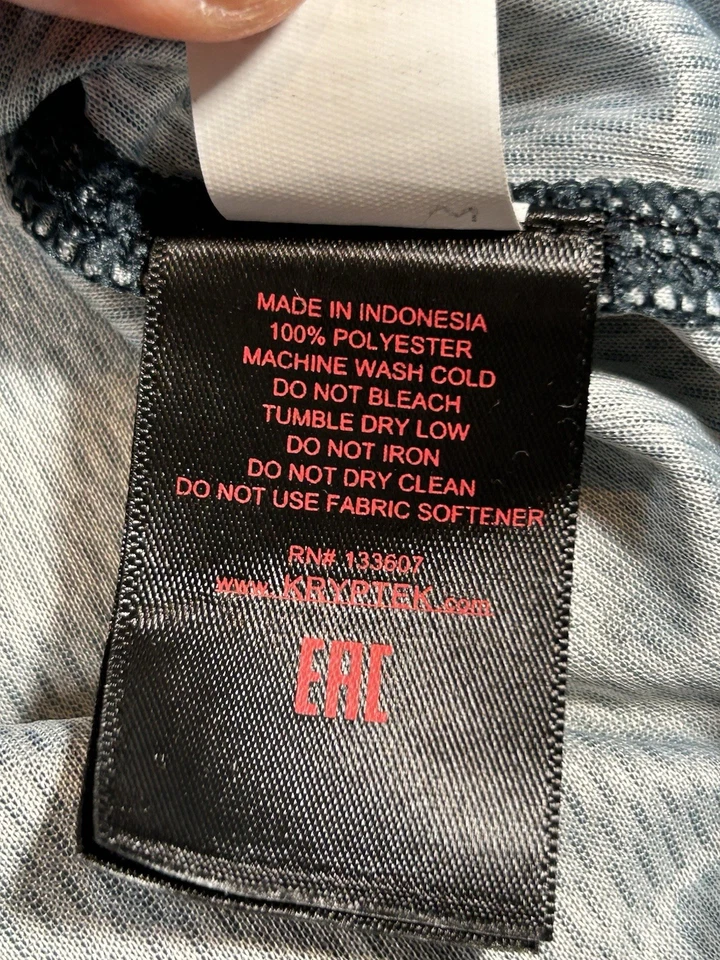 MADE IN INDONESIA
100% POLYESTER
MACHINE WASH COLD
DO NOT BLEACH
TUMBLE DRY LOW
DO NOT IRON
DO NOT DRY CLEAN
DO NOT USE FABRIC SOFTENER
RN# 133607
www.KRYPTEK.com
EAC